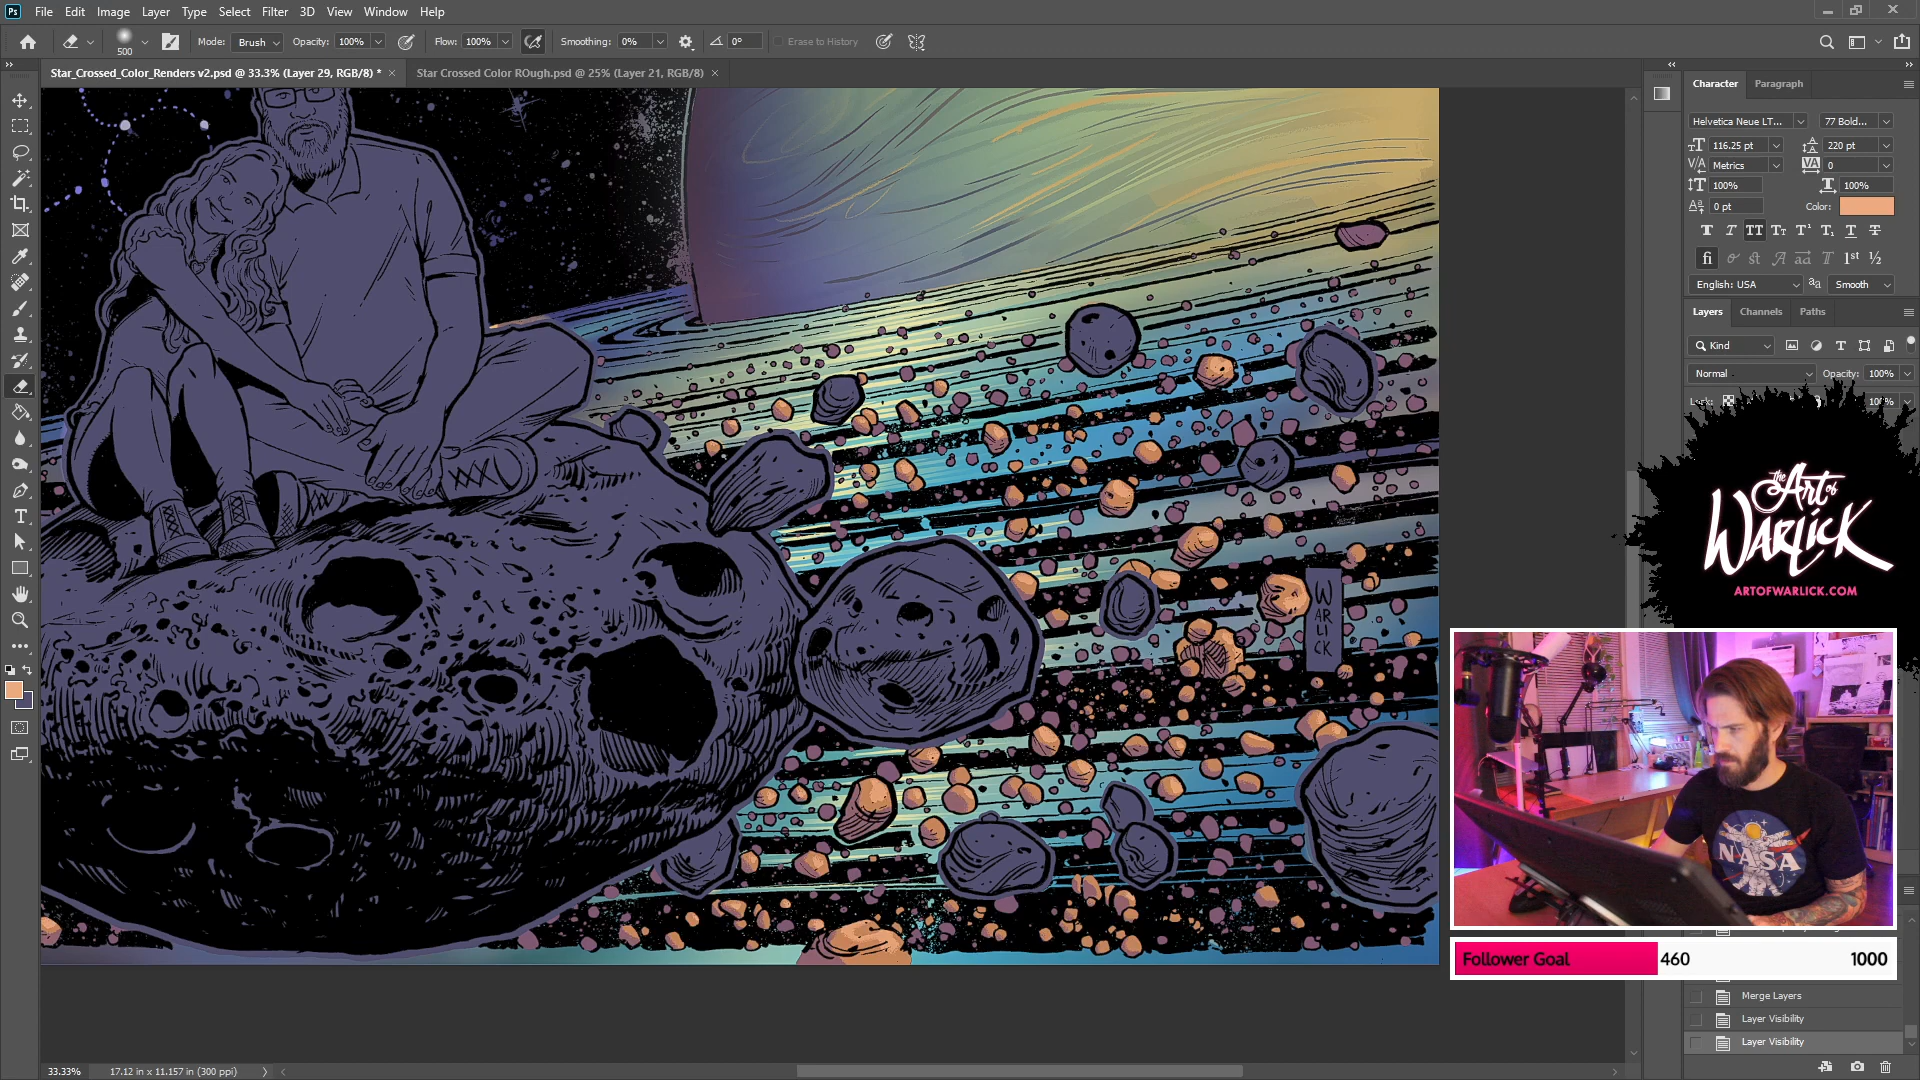 Ps File Edit Image Layer Type Select Filter 3D View Window Help
500 Mode: Brush Opacity: 100% Flow: 100% Smoothing: 0% 0° Erase to History
Star_Crossed_Color_Renders v2.psd @ 33.3% (Layer 29, RGB/8) *
Star Crossed Color ROugh.psd @ 25% (Layer 21, RGB/8)
Character Paragraph
Helvetica Neue LT... 77 Bold...
116.25 pt 220 pt
Metrics 0
100% 100%
0 pt Color:
English: USA Smooth
Layers Channels Paths
Kind
Normal Opacity: 100%
Lock: 100%
the Art of
Warlick
ARTOFWARLICK.COM
WARLICK
NASA
Follower Goal 460 1000
Merge Layers
Layer Visibility
Layer Visibility
33.33% 17.12 in x 11.157 in (300 ppi)